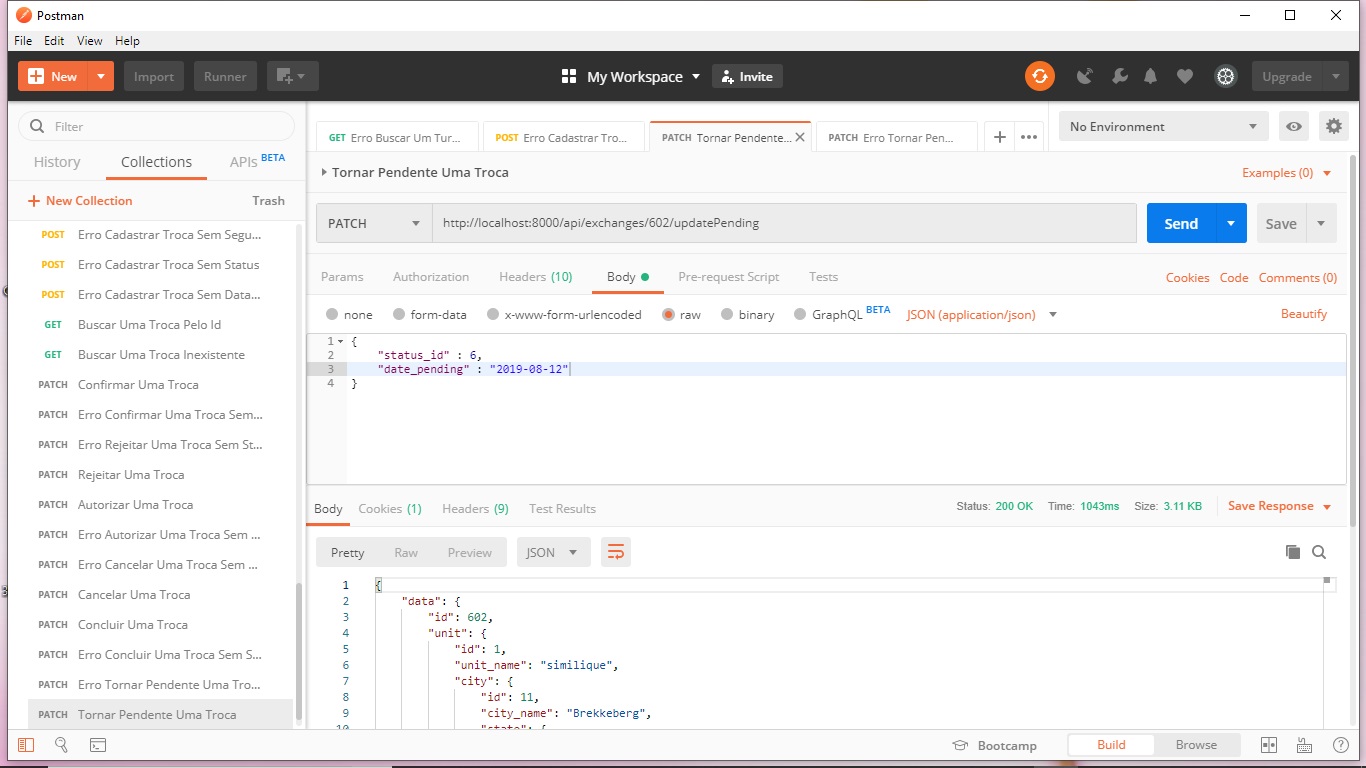 Postman
File Edit View Help
New Import Runner My Workspace Invite Upgrade
Filter
History Collections APIs BETA
New Collection Trash
POST Erro Cadastrar Troca Sem Segu...
POST Erro Cadastrar Troca Sem Status
POST Erro Cadastrar Troca Sem Data...
GET Buscar Uma Troca Pelo Id
GET Buscar Uma Troca Inexistente
PATCH Confirmar Uma Troca
PATCH Erro Confirmar Uma Troca Sem...
PATCH Erro Rejeitar Uma Troca Sem St...
PATCH Rejeitar Uma Troca
PATCH Autorizar Uma Troca
PATCH Erro Autorizar Uma Troca Sem ...
PATCH Erro Cancelar Uma Troca Sem ...
PATCH Cancelar Uma Troca
PATCH Concluir Uma Troca
PATCH Erro Concluir Uma Troca Sem S...
PATCH Erro Tornar Pendente Uma Tro...
PATCH Tornar Pendente Uma Troca
GET Erro Buscar Um Tur... POST Erro Cadastrar Tro... PATCH Tornar Pendente... PATCH Erro Tornar Pen... No Environment
Tornar Pendente Uma Troca Examples (0)
PATCH http://localhost:8000/api/exchanges/602/updatePending Send Save
Params Authorization Headers (10) Body Pre-request Script Tests Cookies Code Comments (0)
none form-data x-www-form-urlencoded raw binary GraphQL BETA JSON (application/json) Beautify
1 {
2 "status_id" : 6,
3 "date_pending" : "2019-08-12"
4 }
Body Cookies (1) Headers (9) Test Results Status: 200 OK Time: 1043ms Size: 3.11 KB Save Response
Pretty Raw Preview JSON
1 {
2 "data": {
3 "id": 602,
4 "unit": {
5 "id": 1,
6 "unit_name": "similique",
7 "city": {
8 "id": 11,
9 "city_name": "Brekkeberg",
10 "state": {
Bootcamp Build Browse